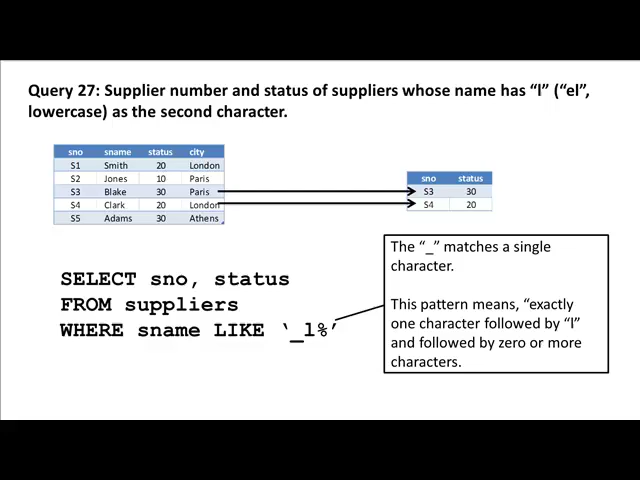 Query 27: Supplier number and status of suppliers whose name has “l” (“el”,
lowercase) as the second character.
sno sname status city
S1 Smith 20 London
S2 Jones 10 Paris
S3 Blake 30 Paris
S4 Clark 20 London
S5 Adams 30 Athens
sno status
S3 30
S4 20
SELECT sno, status
FROM suppliers
WHERE sname LIKE ‘_l%’
The “_” matches a single
character.
This pattern means, “exactly
one character followed by “l”
and followed by zero or more
characters.